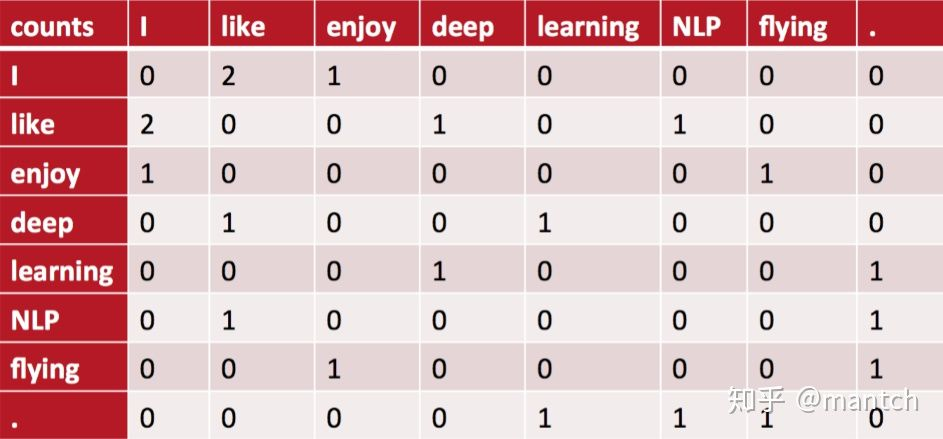 counts I like enjoy deep learning NLP flying .
I 0 2 1 0 0 0 0 0
like 2 0 0 1 0 1 0 0
enjoy 1 0 0 0 0 0 1 0
deep 0 1 0 0 1 0 0 0
learning 0 0 0 1 0 0 0 1
NLP 0 1 0 0 0 0 0 1
flying 0 0 1 0 0 0 0 1
. 0 0 0 0 1 1 1 0
知乎 @mantch